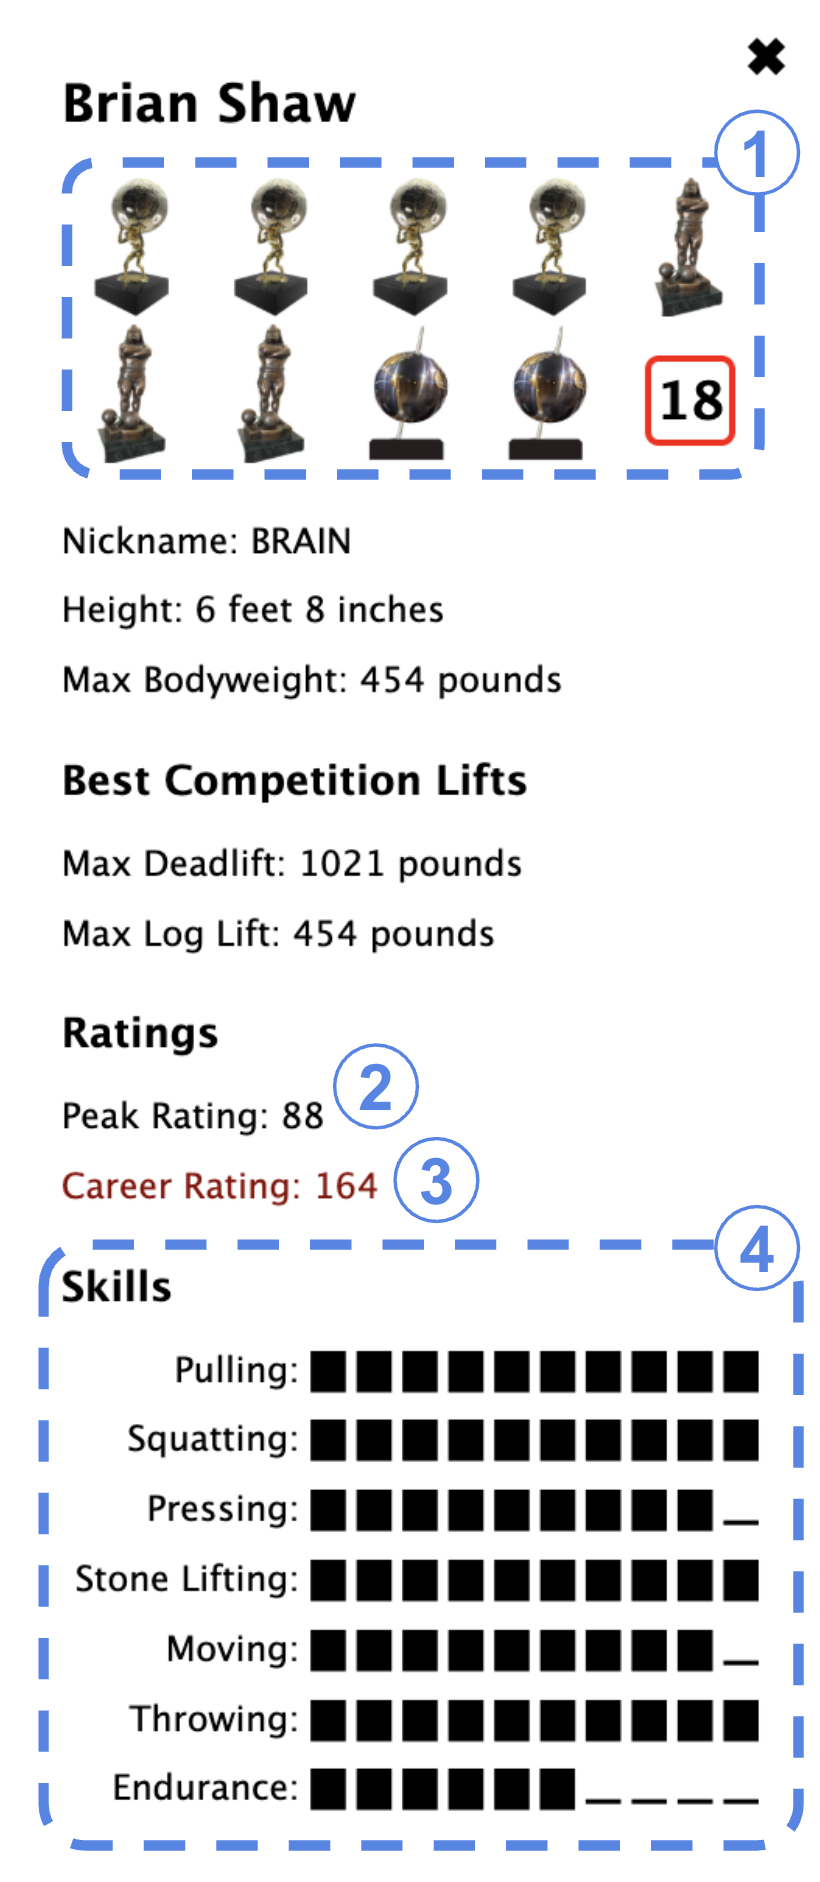 ✖
Brian Shaw
1
18
Nickname: BRAIN
Height: 6 feet 8 inches
Max Bodyweight: 454 pounds
Best Competition Lifts
Max Deadlift: 1021 pounds
Max Log Lift: 454 pounds
Ratings
2
Peak Rating: 88
Career Rating: 164
3
4
Skills
Pulling:
Squatting:
Pressing:
Stone Lifting:
Moving:
Throwing:
Endurance: